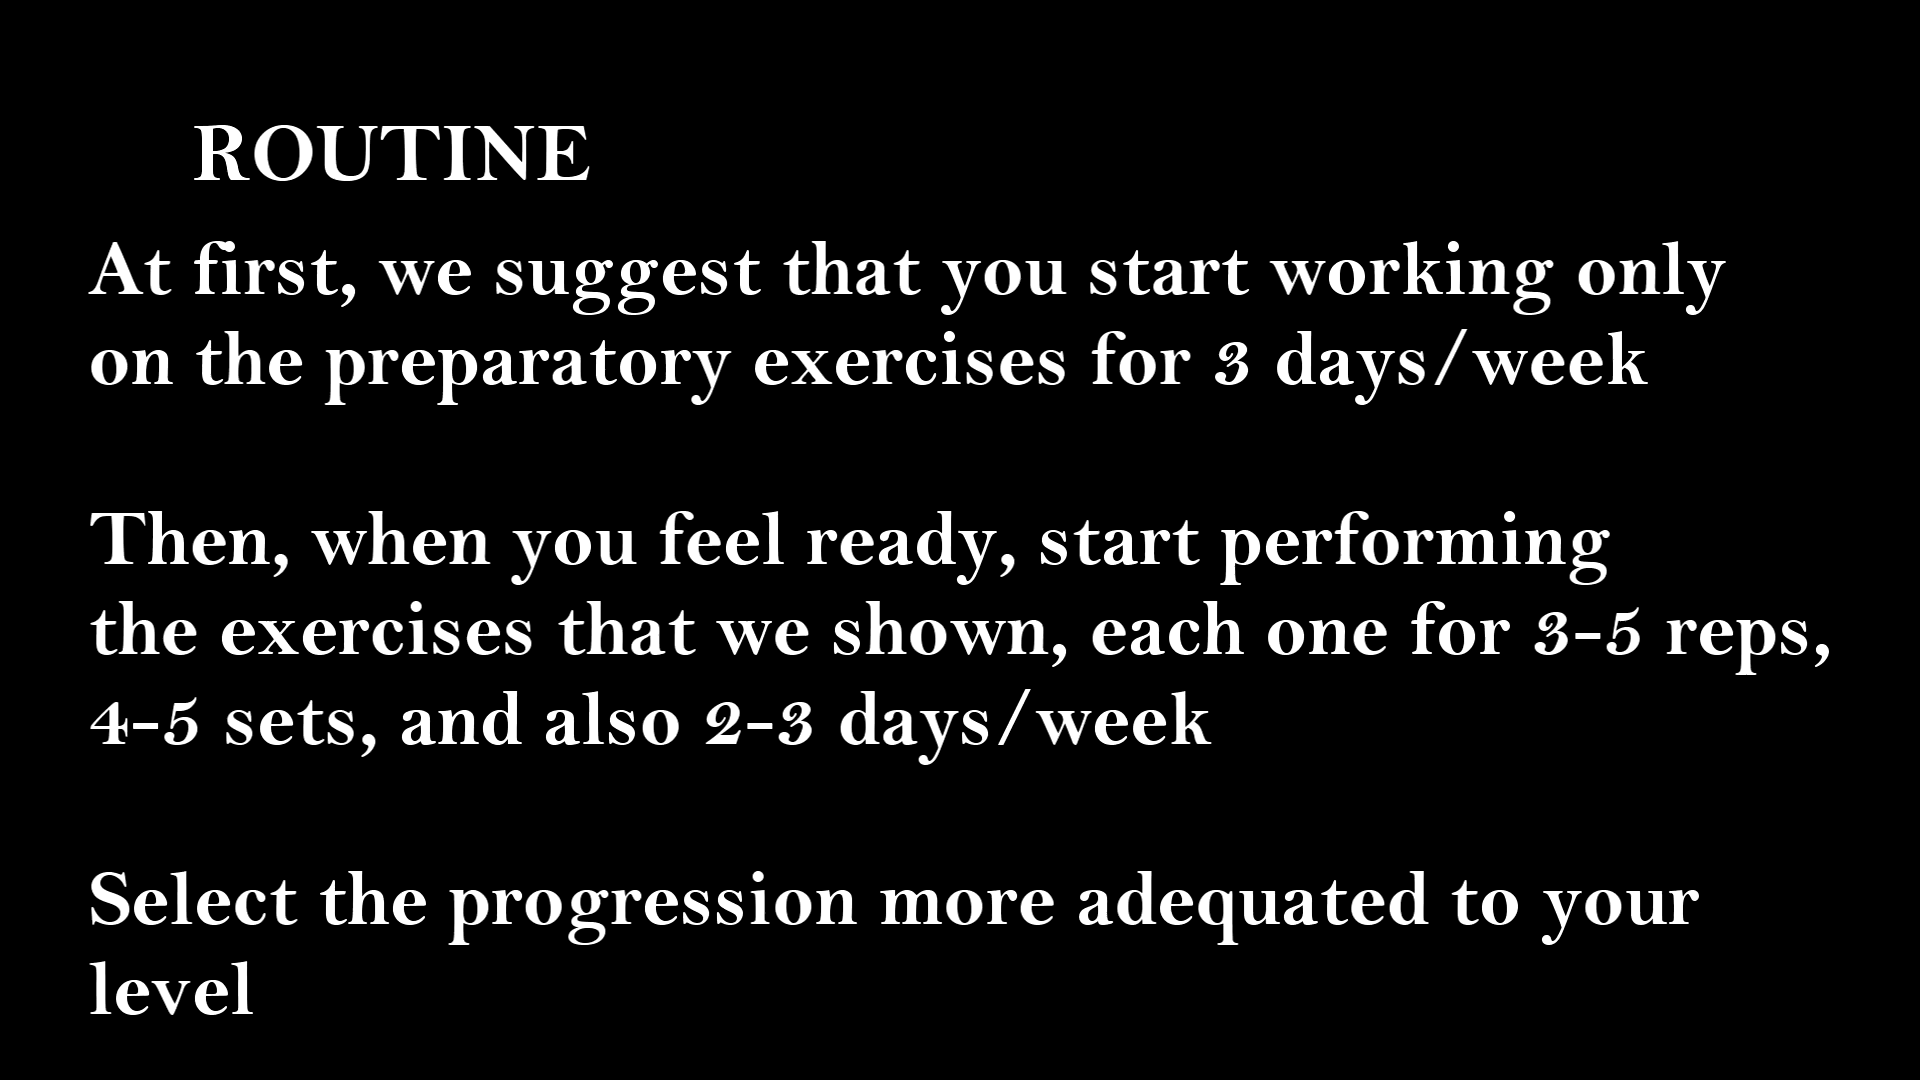 ROUTINE
At first, we suggest that you start working only
on the preparatory exercises for 3 days/week
Then, when you feel ready, start performing
the exercises that we shown, each one for 3-5 reps,
4-5 sets, and also 2-3 days/week
Select the progression more adequated to your
level